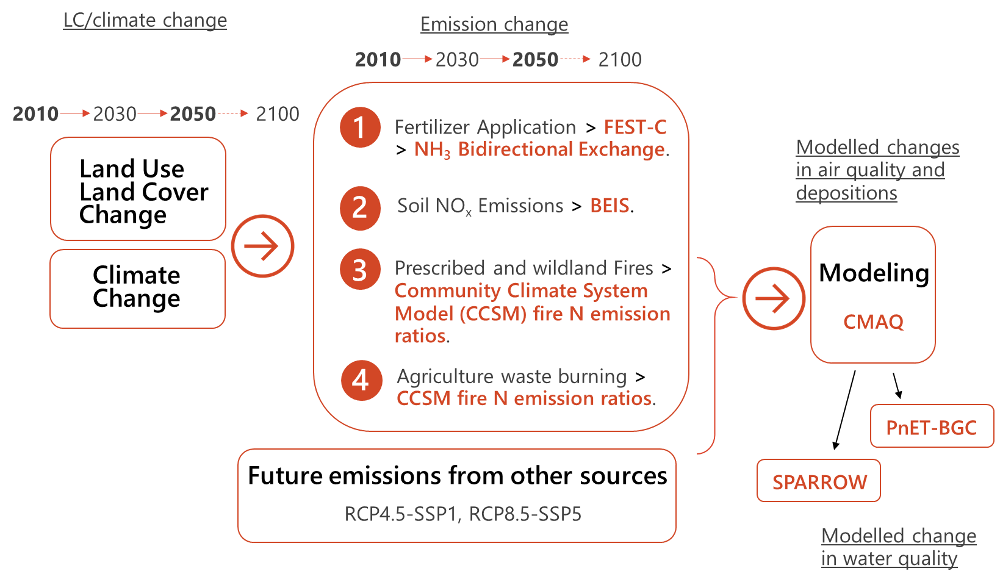 LC/climate change
2010 2030 2050 2100
Land Use
Land Cover
Change
Climate
Change
Emission change
2010 2030 2050 2100
1 Fertilizer Application > FEST-C
> NH₃ Bidirectional Exchange.
2 Soil NOₓ Emissions > BEIS.
3 Prescribed and wildland Fires >
Community Climate System
Model (CCSM) fire N emission
ratios.
4 Agriculture waste burning >
CCSM fire N emission ratios.
Future emissions from other sources
RCP4.5-SSP1, RCP8.5-SSP5
Modelled changes
in air quality and
depositions
Modeling
CMAQ
PnET-BGC
SPARROW
Modelled change
in water quality